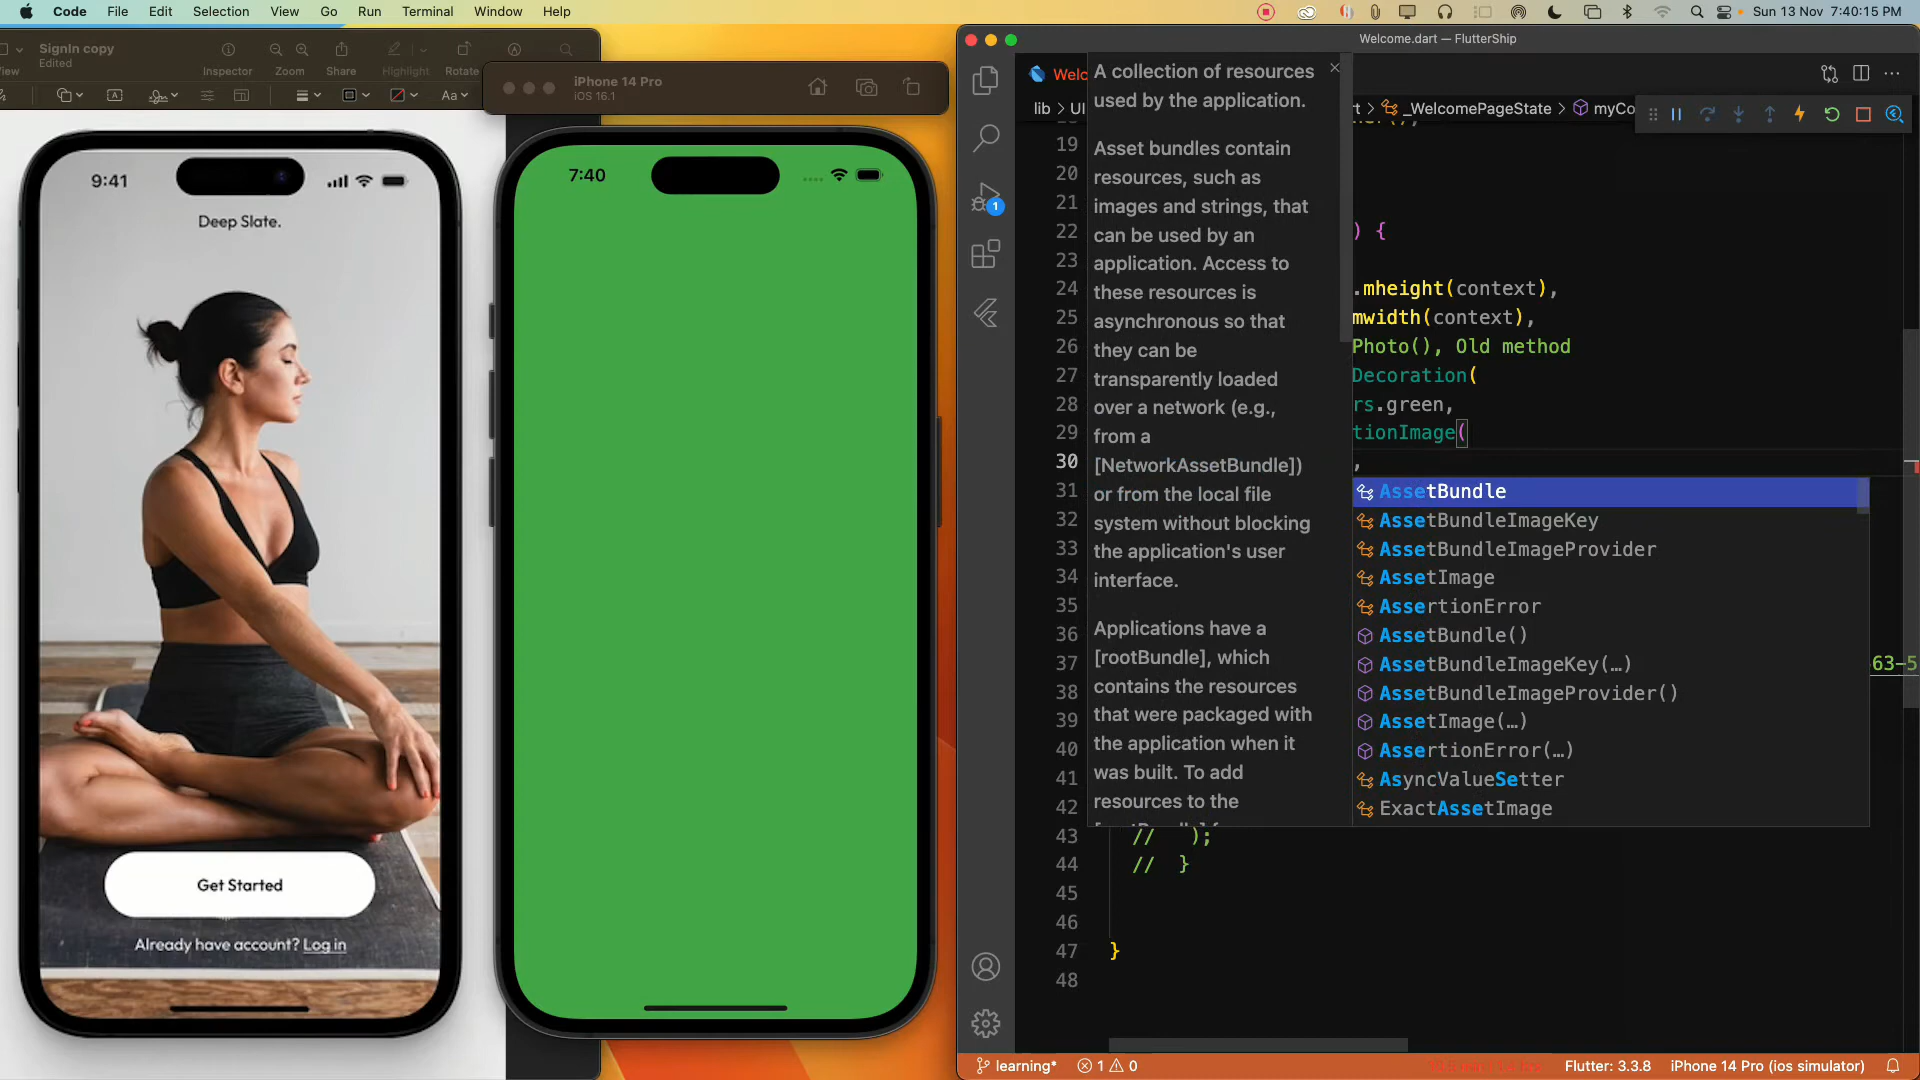 Code File Edit Selection View Go Run Terminal Window Help
Sun 13 Nov 7:40:15 PM
SignIn copy
Edited
Inspector Zoom Share Highlight Rotate
Aa
iPhone 14 Pro
iOS 16.1
9:41
Deep Slate.
Get Started
Already have account? Log in
7:40
Welcome.dart — FlutterShip
Welc
lib > UI
rt > _WelcomePageState > myCo
1
A collection of resources
used by the application.
Asset bundles contain
resources, such as
images and strings, that
can be used by an
application. Access to
these resources is
asynchronous so that
they can be
transparently loaded
over a network (e.g.,
from a
[NetworkAssetBundle])
or from the local file
system without blocking
the application's user
interface.
Applications have a
[rootBundle], which
contains the resources
that were packaged with
the application when it
was built. To add
resources to the
19
20
21
22 ) {
23
24 .mheight(context),
25 mwidth(context),
26 Photo(), Old method
27 Decoration(
28 rs.green,
29 tionImage(
30 ,
31
32
33
34
35
36
37 63-5
38
39
40
41
42
43 // );
44 // }
45
46
47 }
48
AssetBundle
AssetBundleImageKey
AssetBundleImageProvider
AssetImage
AssertionError
AssetBundle()
AssetBundleImageKey(…)
AssetBundleImageProvider()
AssetImage(…)
AssertionError(…)
AsyncValueSetter
ExactAssetImage
learning* 1 0
Flutter: 3.3.8 iPhone 14 Pro (ios simulator)